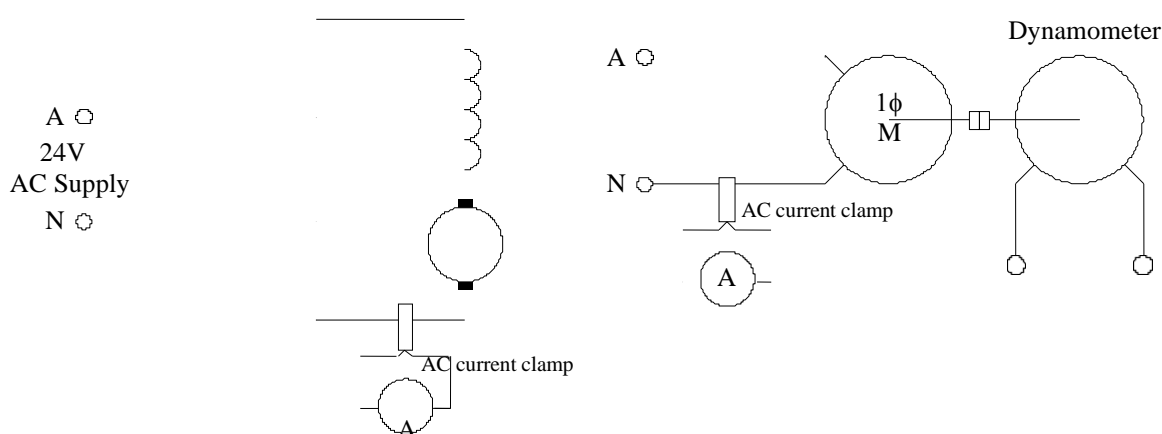 A
24V
AC Supply
N
AC current clamp
A
Dynamometer
A
1ϕ
M
N
AC current clamp
A